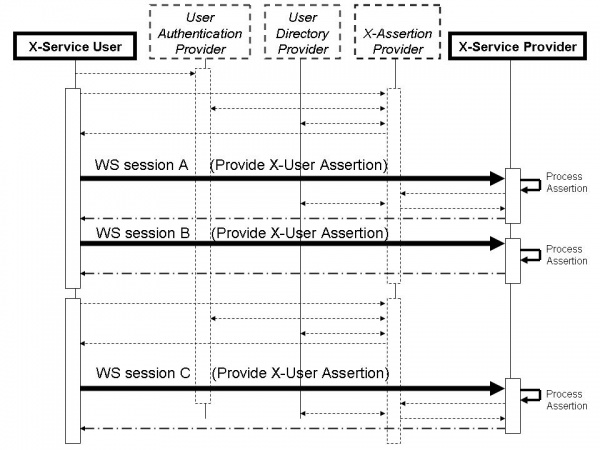 X-Service User
User
Authentication
Provider
User
Directory
Provider
X-Assertion
Provider
X-Service Provider
WS session A (Provide X-User Assertion)
Process
Assertion
WS session B (Provide X-User Assertion)
Process
Assertion
WS session C (Provide X-User Assertion)
Process
Assertion